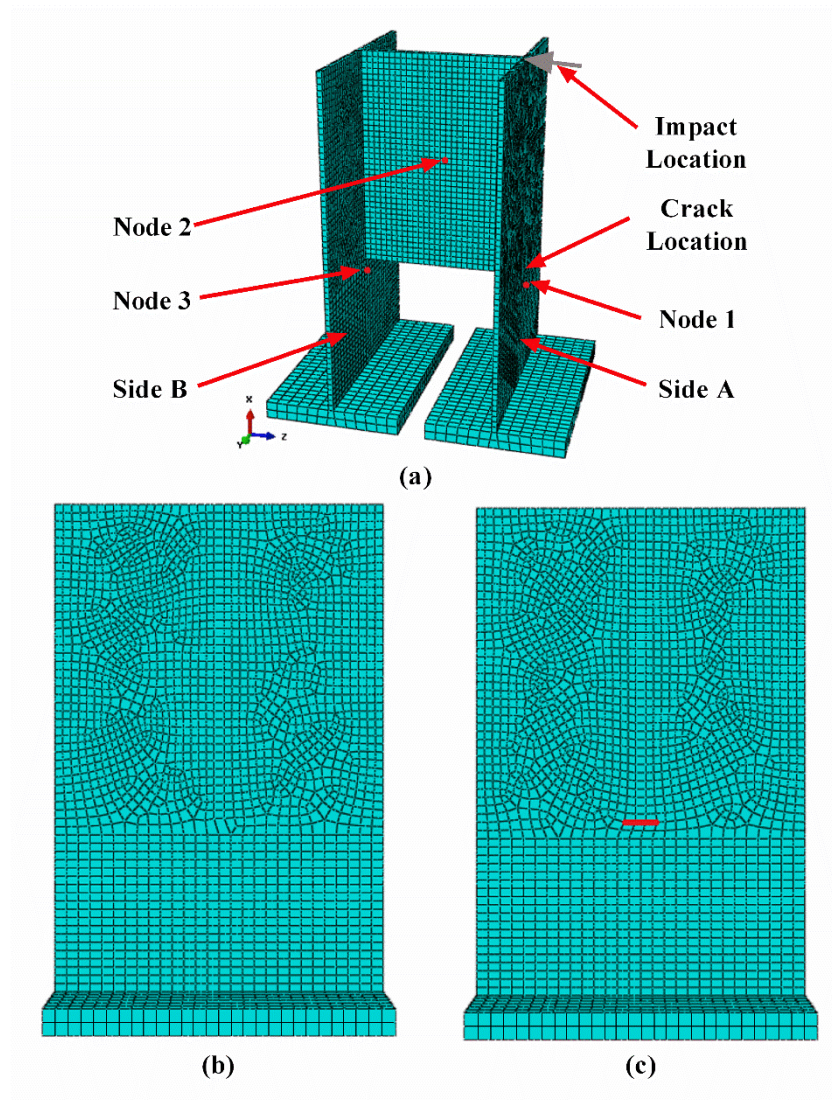 Impact
Location
Crack
Location
Node 2
Node 3
Node 1
Side B
Side A
X
Y
Z
(a)
(b)
(c)